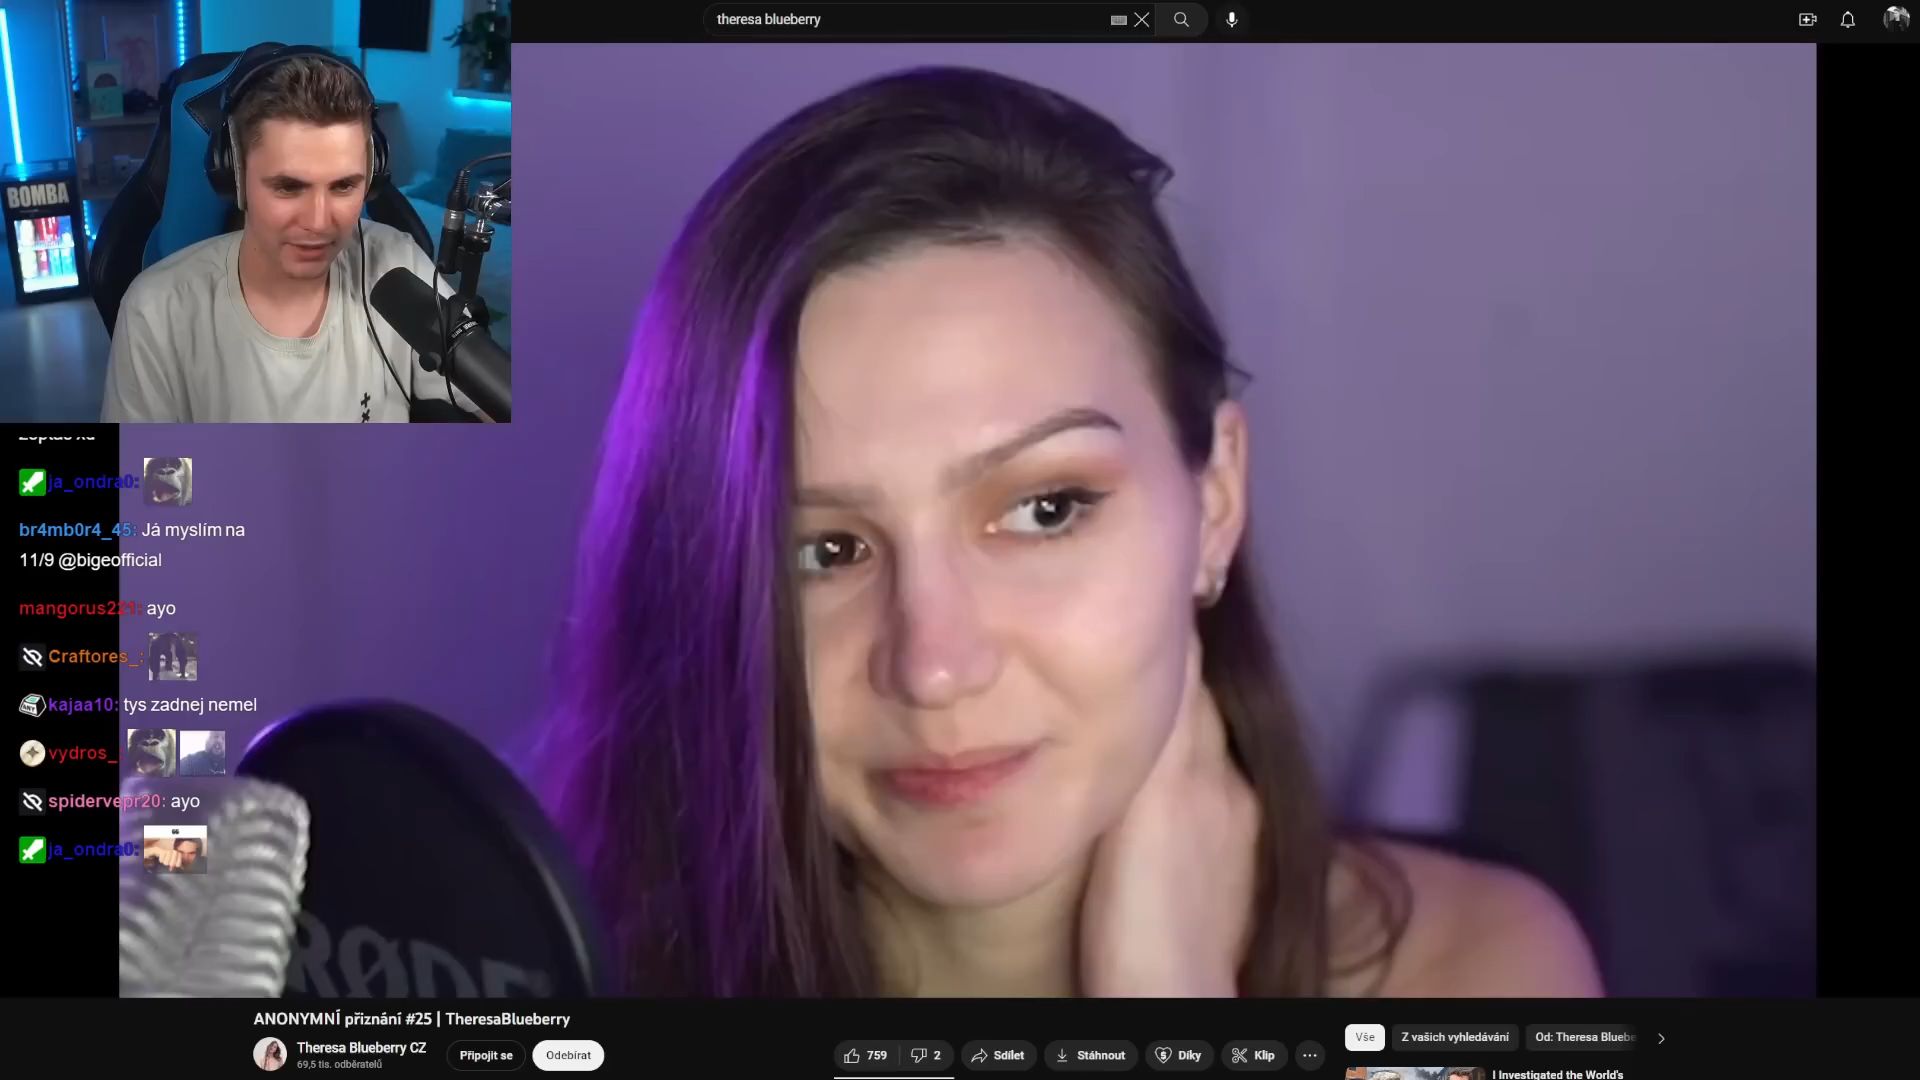 theresa blueberry
BOMBA
ja_ondra0:
br4mb0r4_45: Já myslím na
11/9 @bigeofficial
mangorus221: ayo
Craftores_:
kajaa10: tys zadnej nemel
vydros_:
spidervepr20: ayo
ja_ondra0:
RØDE
ANONYMNÍ přiznání #25 | TheresaBlueberry
Theresa Blueberry CZ
69,5 tis. odběratelů
Připojit se
Odebírat
759
2
Sdílet
Stáhnout
Díky
Klip
Vše
Z vašich vyhledávání
Od: Theresa Bluebe
I Investigated the World's